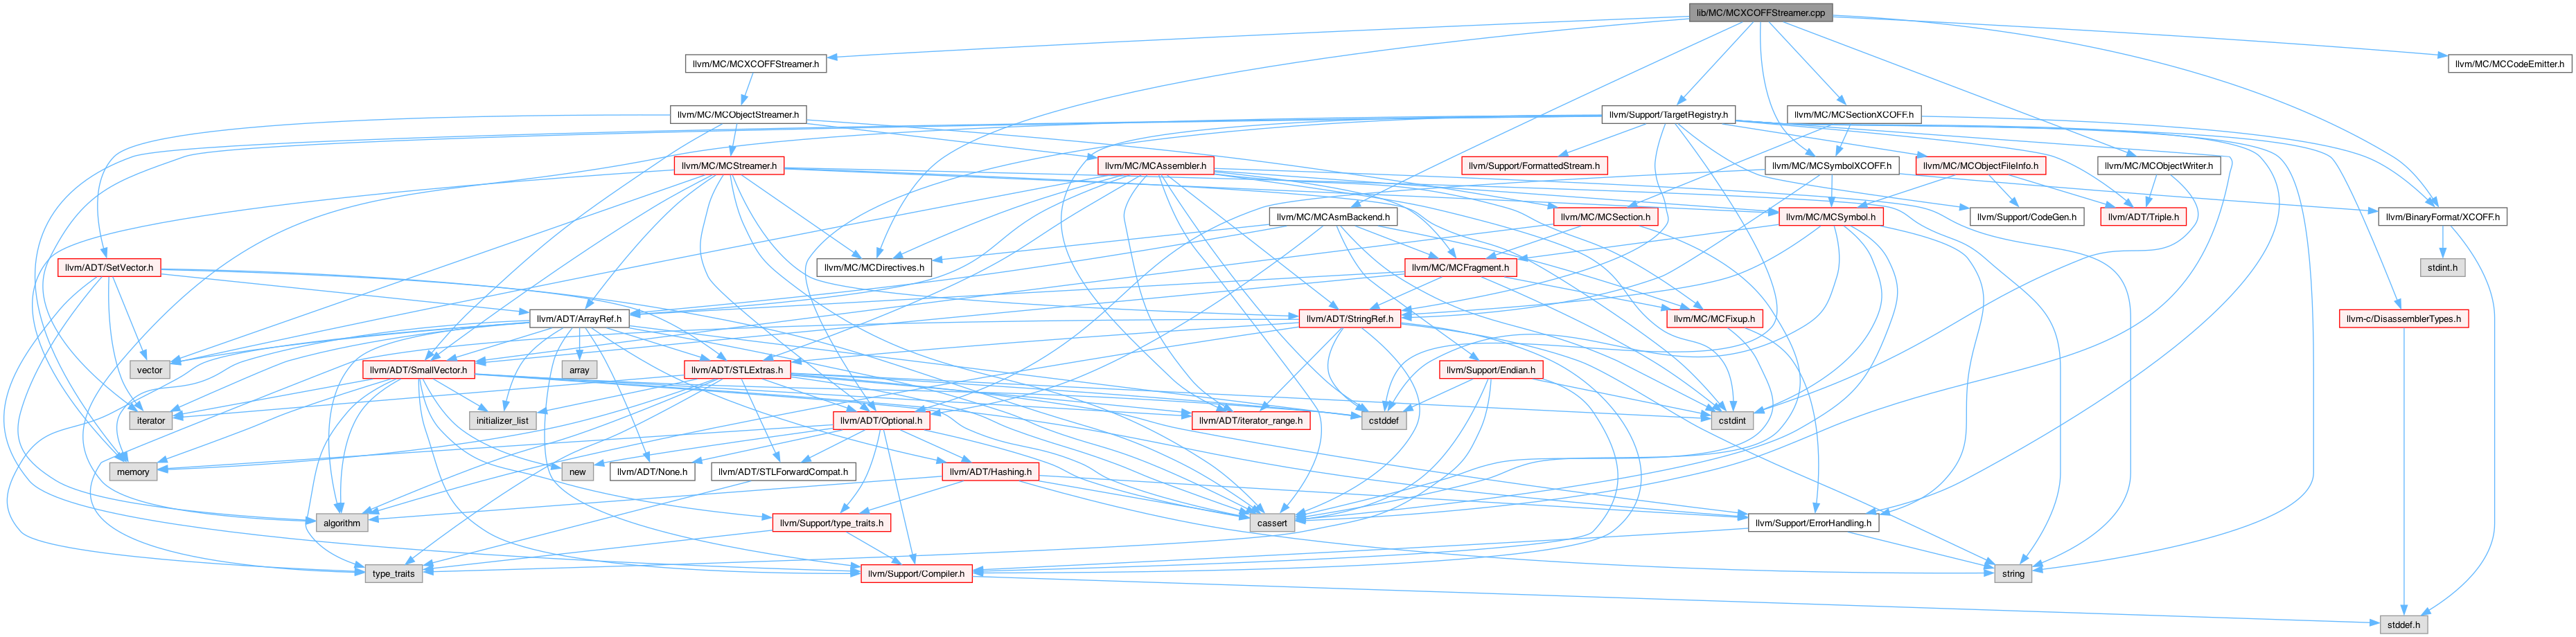 lib/MC/MCXCOFFStreamer.cpp
llvm/MC/MCXCOFFStreamer.h
llvm/MC/MCCodeEmitter.h
llvm/MC/MCObjectStreamer.h
llvm/Support/TargetRegistry.h
llvm/MC/MCSectionXCOFF.h
llvm/MC/MCStreamer.h
llvm/MC/MCAssembler.h
llvm/Support/FormattedStream.h
llvm/MC/MCSymbolXCOFF.h
llvm/MC/MCObjectFileInfo.h
llvm/MC/MCObjectWriter.h
llvm/MC/MCAsmBackend.h
llvm/MC/MCSection.h
llvm/MC/MCSymbol.h
llvm/Support/CodeGen.h
llvm/ADT/Triple.h
llvm/BinaryFormat/XCOFF.h
llvm/ADT/SetVector.h
llvm/MC/MCDirectives.h
llvm/MC/MCFragment.h
stdint.h
llvm/ADT/ArrayRef.h
llvm/ADT/StringRef.h
llvm/MC/MCFixup.h
llvm-c/DisassemblerTypes.h
vector
llvm/ADT/SmallVector.h
array
llvm/ADT/STLExtras.h
llvm/Support/Endian.h
iterator
initializer_list
llvm/ADT/Optional.h
llvm/ADT/iterator_range.h
cstddef
cstdint
memory
new
llvm/ADT/None.h
llvm/ADT/STLForwardCompat.h
llvm/ADT/Hashing.h
algorithm
llvm/Support/type_traits.h
cassert
llvm/Support/ErrorHandling.h
type_traits
llvm/Support/Compiler.h
string
stddef.h